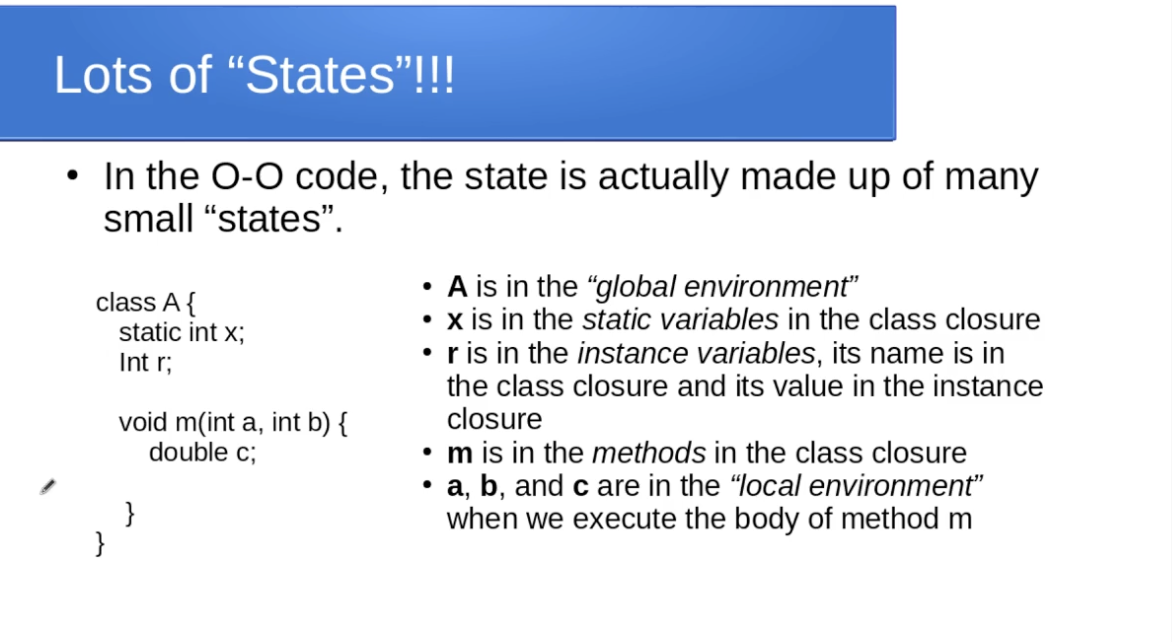 Lots of “States”!!!
• In the O-O code, the state is actually made up of many
small “states”.
class A {
static int x;
Int r;
void m(int a, int b) {
double c;
}
}
• A is in the “global environment”
• x is in the static variables in the class closure
• r is in the instance variables, its name is in
the class closure and its value in the instance
closure
• m is in the methods in the class closure
• a, b, and c are in the “local environment”
when we execute the body of method m